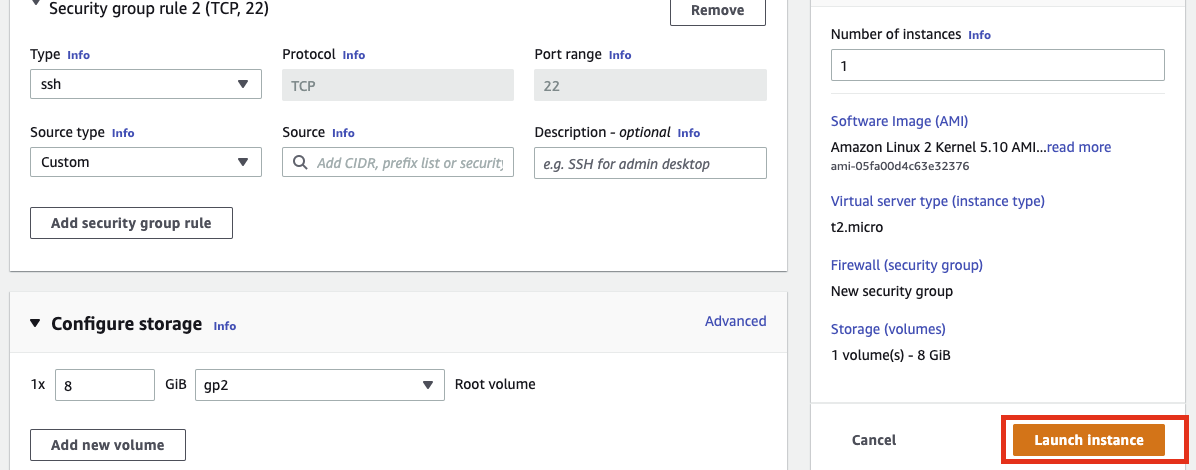 Security group rule 2 (TCP, 22)
Remove
Type Info
Protocol Info
Port range Info
ssh
TCP
22
Source type Info
Source Info
Description - optional Info
Custom
Add CIDR, prefix list or security
e.g. SSH for admin desktop
Add security group rule
Configure storage Info
Advanced
1x
8
GiB
gp2
Root volume
Add new volume
Number of instances Info
1
Software Image (AMI)
Amazon Linux 2 Kernel 5.10 AMI...read more
ami-05fa00d4c63e32376
Virtual server type (instance type)
t2.micro
Firewall (security group)
New security group
Storage (volumes)
1 volume(s) - 8 GiB
Cancel
Launch instance